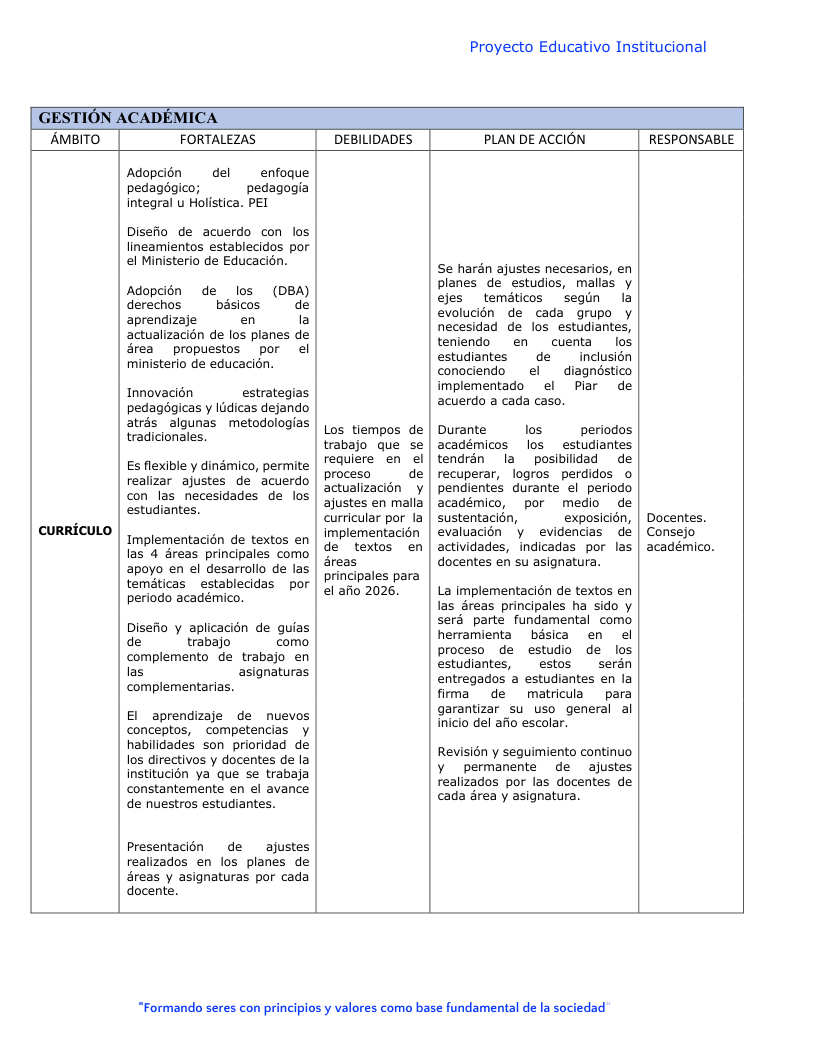 Proyecto Educativo Institucional
GESTIÓN ACADÉMICA
ÁMBITO
FORTALEZAS
DEBILIDADES
PLAN DE ACCIÓN
RESPONSABLE
CURRÍCULO
Adopción del enfoque
pedagógico; pedagogía
integral u Holística. PEI
Diseño de acuerdo con los
lineamientos establecidos por
el Ministerio de Educación.
Adopción de los (DBA)
derechos básicos de
aprendizaje en la
actualización de los planes de
área propuestos por el
ministerio de educación.
Innovación estrategias
pedagógicas y lúdicas dejando
atrás algunas metodologías
tradicionales.
Es flexible y dinámico, permite
realizar ajustes de acuerdo
con las necesidades de los
estudiantes.
Implementación de textos en
las 4 áreas principales como
apoyo en el desarrollo de las
temáticas establecidas por
periodo académico.
Diseño y aplicación de guías
de trabajo como
complemento de trabajo en
las asignaturas
complementarias.
El aprendizaje de nuevos
conceptos, competencias y
habilidades son prioridad de
los directivos y docentes de la
institución ya que se trabaja
constantemente en el avance
de nuestros estudiantes.
Presentación de ajustes
realizados en los planes de
áreas y asignaturas por cada
docente.
Los tiempos de
trabajo que se
requiere en el
proceso de
actualización y
ajustes en malla
curricular por la
implementación
de textos en
áreas
principales para
el año 2026.
Se harán ajustes necesarios, en
planes de estudios, mallas y
ejes temáticos según la
evolución de cada grupo y
necesidad de los estudiantes,
teniendo en cuenta los
estudiantes de inclusión
conociendo el diagnóstico
implementado el Piar de
acuerdo a cada caso.
Durante los periodos
académicos los estudiantes
tendrán la posibilidad de
recuperar, logros perdidos o
pendientes durante el periodo
académico, por medio de
sustentación, exposición,
evaluación y evidencias de
actividades, indicadas por las
docentes en su asignatura.
La implementación de textos en
las áreas principales ha sido y
será parte fundamental como
herramienta básica en el
proceso de estudio de los
estudiantes, estos serán
entregados a estudiantes en la
firma de matricula para
garantizar su uso general al
inicio del año escolar.
Revisión y seguimiento continuo
y permanente de ajustes
realizados por las docentes de
cada área y asignatura.
Docentes.
Consejo
académico.
"Formando seres con principios y valores como base fundamental de la sociedad"